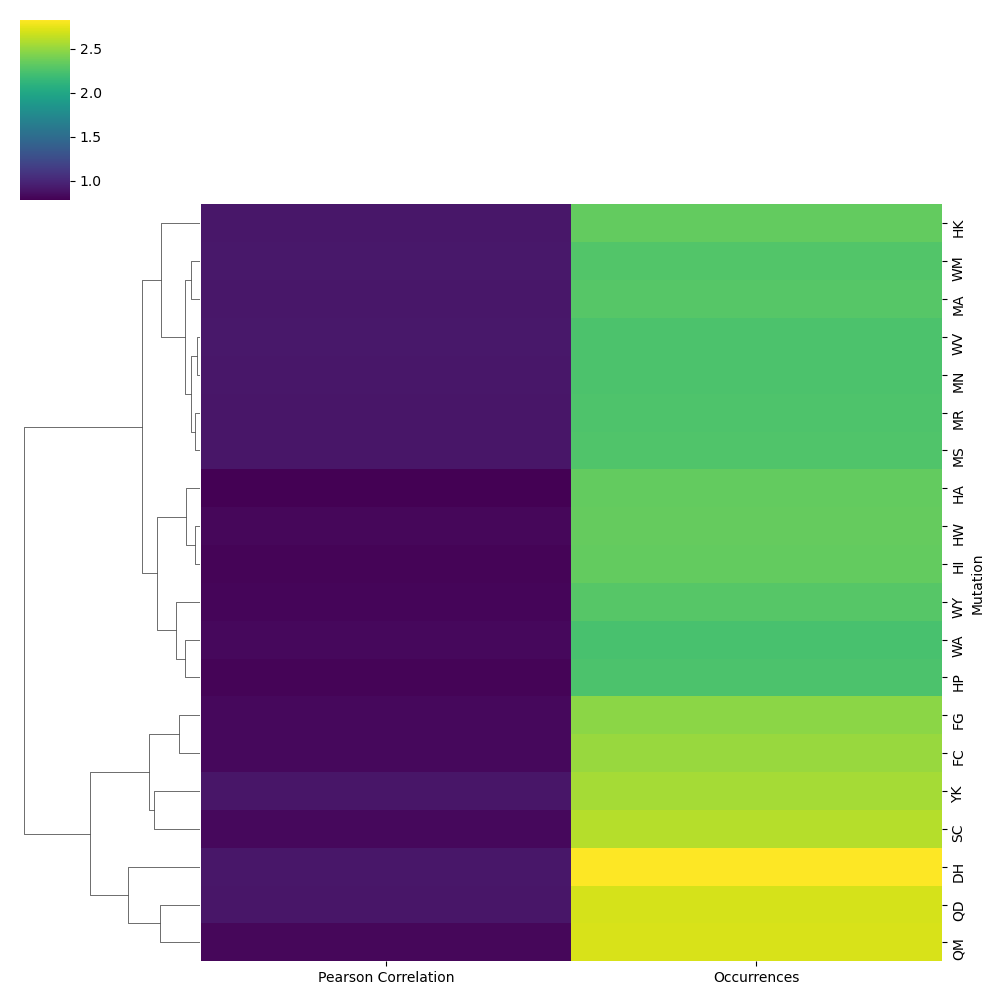 2.5
2.0
1.5
1.0
HK
WM
MA
WV
MN
MR
MS
HA
HW
HI
WY
WA
HP
FG
FC
YK
SC
DH
QD
QM
Mutation
Pearson Correlation
Occurrences